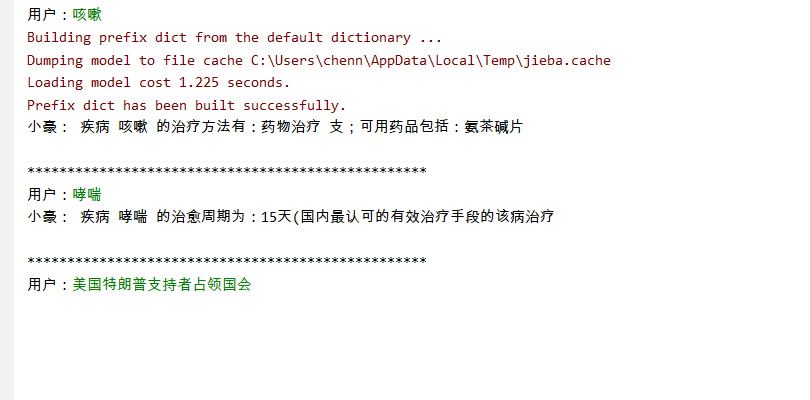 用户：咳嗽
Building prefix dict from the default dictionary ...
Dumping model to file cache C:\Users\chenn\AppData\Local\Temp\jieba.cache
Loading model cost 1.225 seconds.
Prefix dict has been built successfully.
小豪： 疾病 咳嗽 的治疗方法有：药物治疗 支；可用药品包括：氨茶碱片
**************************************************
用户：哮喘
小豪： 疾病 哮喘 的治愈周期为：15天(国内最认可的有效治疗手段的该病治疗
**************************************************
用户：美国特朗普支持者占领国会